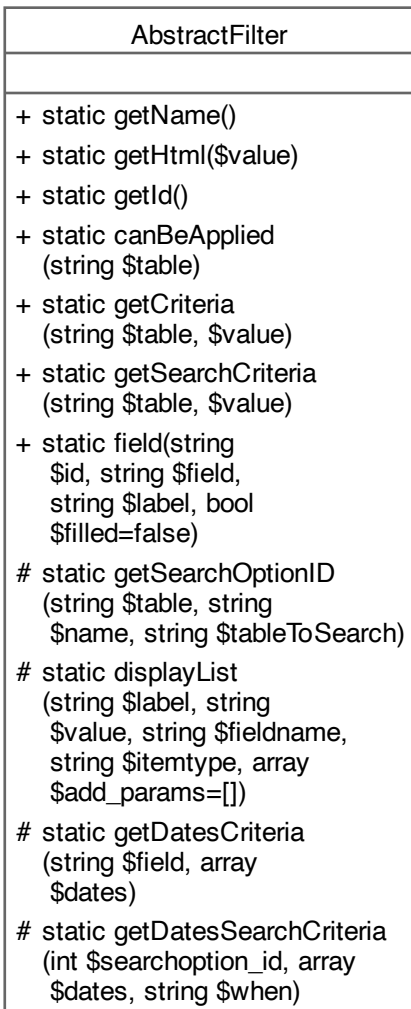 AbstractFilter
+ static getName()
+ static getHtml($value)
+ static getId()
+ static canBeApplied
(string $table)
+ static getCriteria
(string $table, $value)
+ static getSearchCriteria
(string $table, $value)
+ static field(string
$id, string $field,
string $label, bool
$filled=false)
# static getSearchOptionID
(string $table, string
$name, string $tableToSearch)
# static displayList
(string $label, string
$value, string $fieldname,
string $itemtype, array
$add_params=[])
# static getDatesCriteria
(string $field, array
$dates)
# static getDatesSearchCriteria
(int $searchoption_id, array
$dates, string $when)